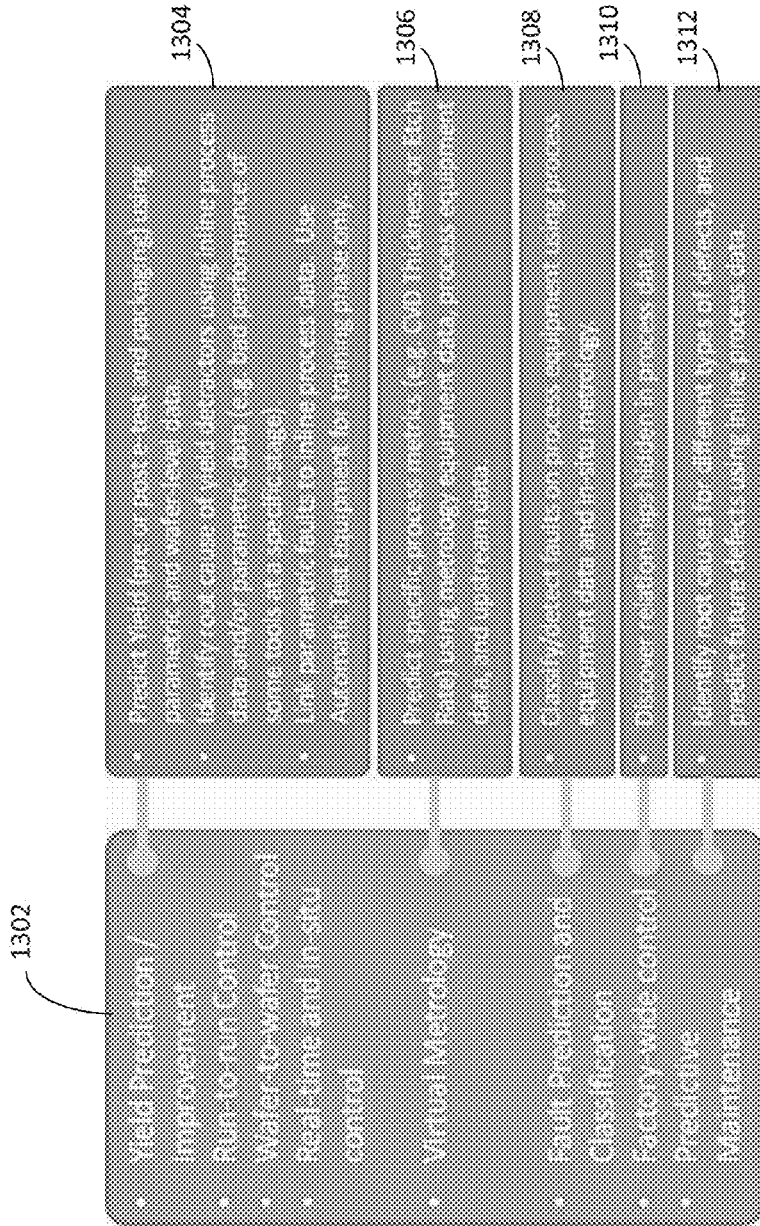 1302
• Yield Prediction /
improvement
• Run-to-run Control
• Wafer-to-wafer Control
• Real-time and in-situ
control
• Virtual Metrology
• Fault Prediction and
Classification
• Factory-wide control
• Predictive
Maintenance
1304
• Predict Yield (pre or post e-test and packaging) using
parametric and wafer-level data
• Identify root cause of yield detractors using inline process
data and/or parametric data (e.g. bad performance of
some tools at a specific stage)
• Link parametric faults to inline process data. Use
Automatic Test Equipment for training phase only.
1306
• Predict specific process metrics (e.g. CVD thickness or Etch
Rate) using metrology equipment data, process equipment
data, and upstream data
1308
• Classify/detect faults on process equipment using process
equipment data and in-situ metrology
1310
• Discover relationships hidden in process data
1312
• Identify root causes for different types of defects and
predict future defects using inline process data